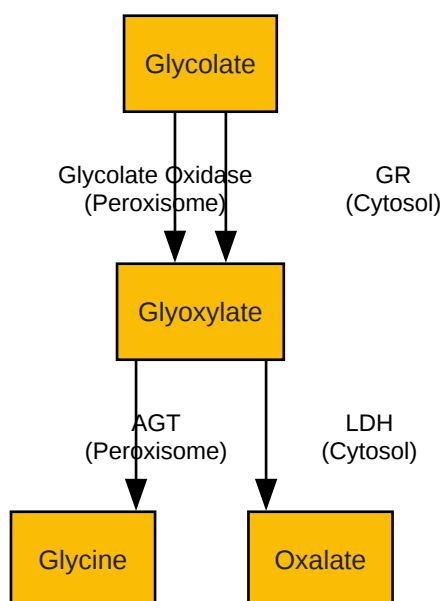 Glycolate
Glycolate Oxidase
(Peroxisome)
GR
(Cytosol)
Glyoxylate
AGT
(Peroxisome)
LDH
(Cytosol)
Glycine
Oxalate